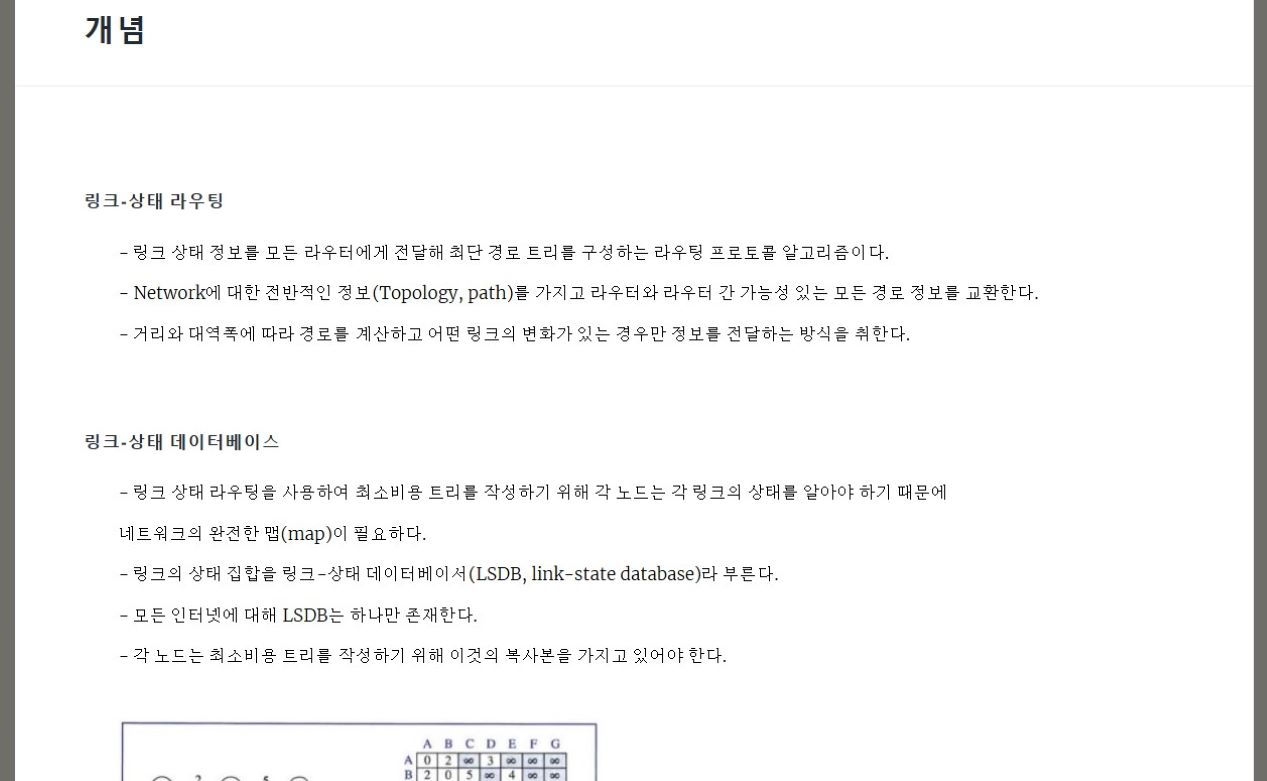 개념
링크-상태 라우팅
- 링크 상태 정보를 모든 라우터에게 전달해 최단 경로 트리를 구성하는 라우팅 프로토콜 알고리즘이다.
- Network에 대한 전반적인 정보(Topology, path)를 가지고 라우터와 라우터 간 가능성 있는 모든 경로 정보를 교환한다.
- 거리와 대역폭에 따라 경로를 계산하고 어떤 링크의 변화가 있는 경우만 정보를 전달하는 방식을 취한다.
링크-상태 데이터베이스
- 링크 상태 라우팅을 사용하여 최소비용 트리를 작성하기 위해 각 노드는 각 링크의 상태를 알아야 하기 때문에
네트워크의 완전한 맵(map)이 필요하다.
- 링크의 상태 집합을 링크-상태 데이터베이서(LSDB, link-state database)라 부른다.
- 모든 인터넷에 대해 LSDB는 하나만 존재한다.
- 각 노드는 최소비용 트리를 작성하기 위해 이것의 복사본을 가지고 있어야 한다.
A B C D E F G
A 0 2 ∞ 3 ∞ ∞ ∞
B 2 0 5 ∞ 4 ∞ ∞
2 5